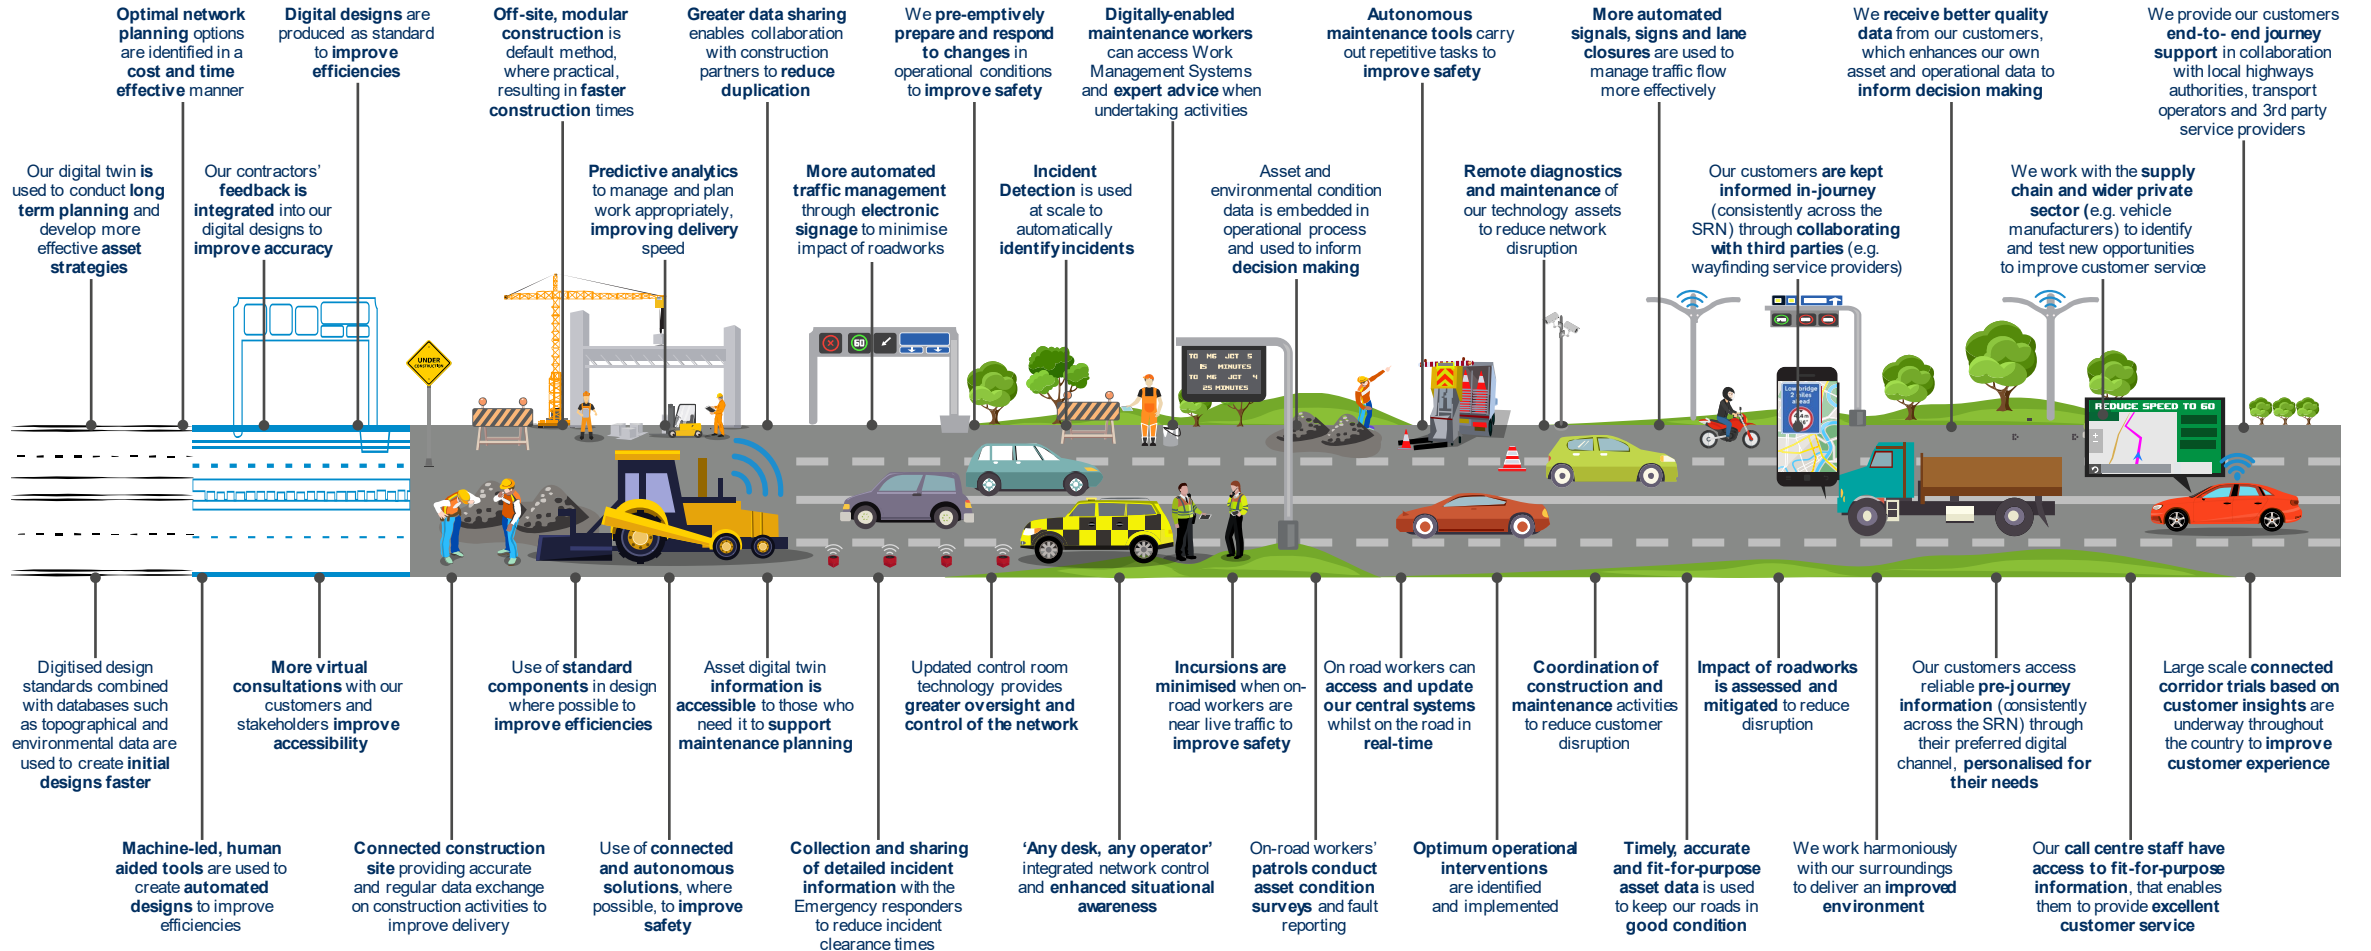 Optimal network
planning options
are identified in a
cost and time
effective manner
Digital designs are
produced as standard
to improve
efficiencies
Off-site, modular
construction is
default method,
where practical,
resulting in faster
construction times
Greater data sharing
enables collaboration
with construction
partners to reduce
duplication
We pre-emptively
prepare and respond
to changes in
operational conditions
to improve safety
Digitally-enabled
maintenance workers
can access Work
Management Systems
and expert advice when
undertaking activities
Autonomous
maintenance tools carry
out repetitive tasks to
improve safety
More automated
signals, signs and lane
closures are used to
manage traffic flow
more effectively
We receive better quality
data from our customers,
which enhances our own
asset and operational data to
inform decision making
We provide our customers
end-to- end journey
support in collaboration
with local highways
authorities, transport
operators and 3rd party
service providers
Our digital twin is
used to conduct long
term planning and
develop more
effective asset
strategies
Our contractors'
feedback is
integrated into our
digital designs to
improve accuracy
Predictive analytics
to manage and plan
work appropriately,
improving delivery
speed
More automated
traffic management
through electronic
signage to minimise
impact of roadworks
Incident
Detection is used
at scale to
automatically
identify incidents
Asset and
environmental condition
data is embedded in
operational process
and used to inform
decision making
Remote diagnostics
and maintenance of
our technology assets
to reduce network
disruption
Our customers are kept
informed in-journey
(consistently across the
SRN) through collaborating
with third parties (e.g.
wayfinding service providers)
We work with the supply
chain and wider private
sector (e.g. vehicle
manufacturers) to identify
and test new opportunities
to improve customer service
UNDER
CONSTRUCTION
60
TO M6 JCT 5
15 MINUTES
TO M6 JCT 4
25 MINUTES
Low bridge
2 miles
ahead
REDUCE SPEED TO 60
Digitised design
standards combined
with databases such
as topographical and
environmental data are
used to create initial
designs faster
More virtual
consultations with our
customers and
stakeholders improve
accessibility
Use of standard
components in design
where possible to
improve efficiencies
Asset digital twin
information is
accessible to those who
need it to support
maintenance planning
Updated control room
technology provides
greater oversight and
control of the network
Incursions are
minimised when on-
road workers are
near live traffic to
improve safety
On road workers can
access and update
our central systems
whilst on the road in
real-time
Coordination of
construction and
maintenance activities
to reduce customer
disruption
Impact of roadworks
is assessed and
mitigated to reduce
disruption
Our customers access
reliable pre-journey
information (consistently
across the SRN) through
their preferred digital
channel, personalised for
their needs
Large scale connected
corridor trials based on
customer insights are
underway throughout
the country to improve
customer experience
Machine-led, human
aided tools are used to
create automated
designs to improve
efficiencies
Connected construction
site providing accurate
and regular data exchange
on construction activities to
improve delivery
Use of connected
and autonomous
solutions, where
possible, to improve
safety
Collection and sharing
of detailed incident
information with the
Emergency responders
to reduce incident
clearance times
'Any desk, any operator'
integrated network control
and enhanced situational
awareness
On-road workers'
patrols conduct
asset condition
surveys and fault
reporting
Optimum operational
interventions
are identified
and implemented
Timely, accurate
and fit-for-purpose
asset data is used
to keep our roads in
good condition
We work harmoniously
with our surroundings
to deliver an improved
environment
Our call centre staff have
access to fit-for-purpose
information, that enables
them to provide excellent
customer service